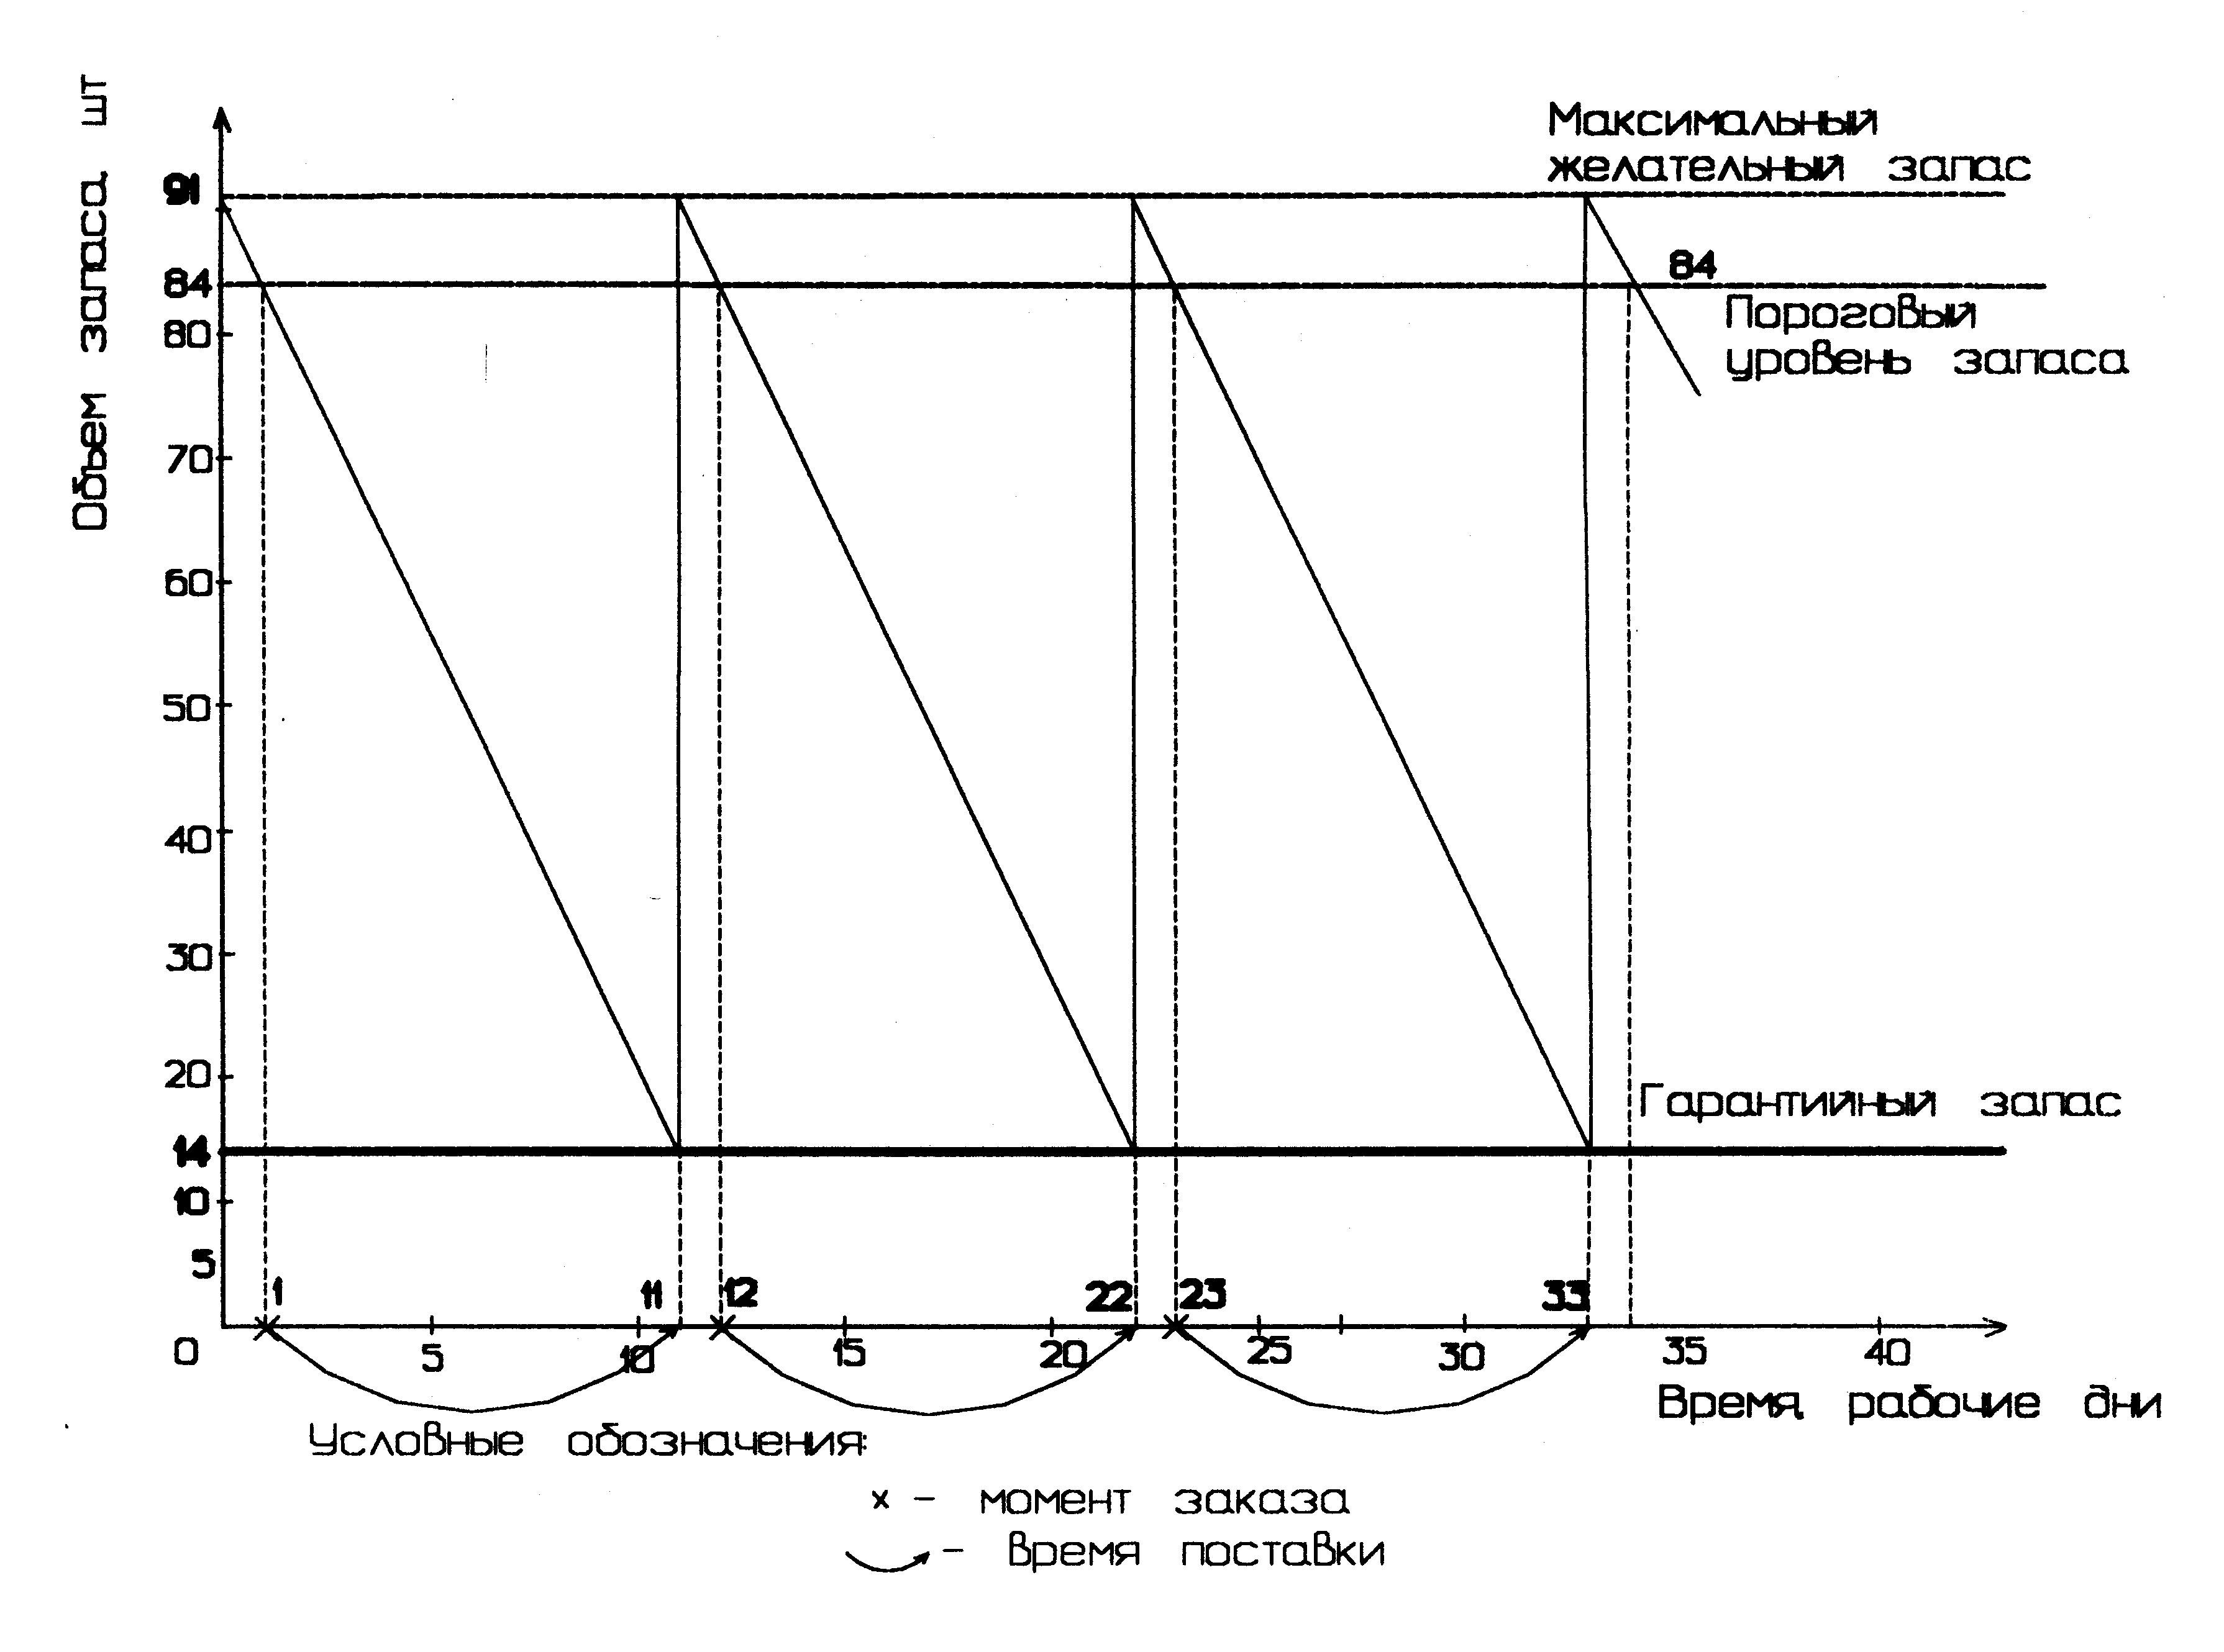 Объем запаса шт
Максимальный
желательный запас
91
84
84
Пороговый
уровень запаса
80
70
60
50
40
30
20
Гарантийный запас
14
10
5
1 11 12 22 23 33
0 5 10 15 20 25 30 35 40
Время, рабочие дни
Условные обозначения:
x - момент заказа
- время поставки